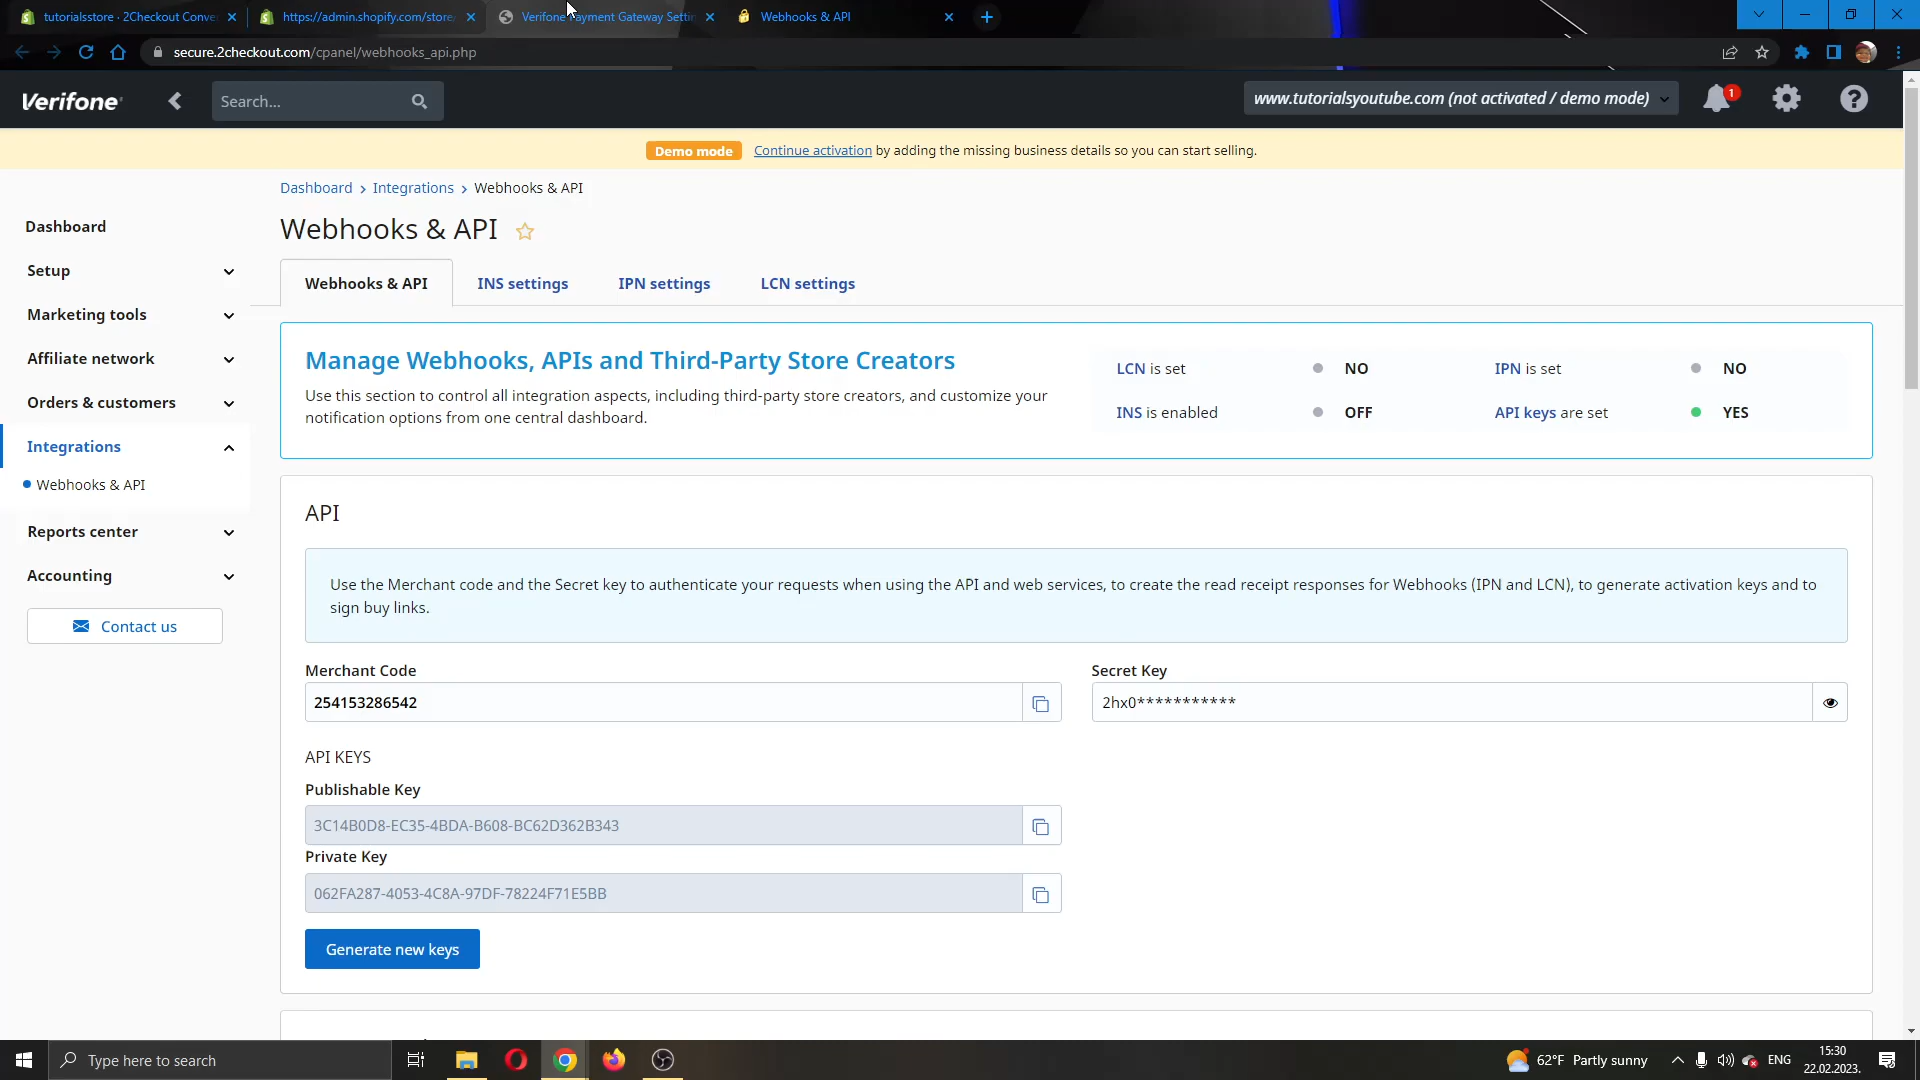 tutorialsstore · 2Checkout Conve
https://admin.shopify.com/store/
Verifone Payment Gateway Settin
Webhooks & API
secure.2checkout.com/cpanel/webhooks_api.php
Verifone
Search...
www.tutorialsyoutube.com (not activated / demo mode)
1
Demo mode Continue activation by adding the missing business details so you can start selling.
Dashboard › Integrations › Webhooks & API
Webhooks & API
Dashboard
Setup
Marketing tools
Affiliate network
Orders & customers
Integrations
Webhooks & API
Reports center
Accounting
Contact us
Webhooks & API
INS settings
IPN settings
LCN settings
Manage Webhooks, APIs and Third-Party Store Creators
Use this section to control all integration aspects, including third-party store creators, and customize your
notification options from one central dashboard.
LCN is set NO
IPN is set NO
INS is enabled OFF
API keys are set YES
API
Use the Merchant code and the Secret key to authenticate your requests when using the API and web services, to create the read receipt responses for Webhooks (IPN and LCN), to generate activation keys and to
sign buy links.
Merchant Code
254153286542
Secret Key
2hx0***********
API KEYS
Publishable Key
3C14B0D8-EC35-4BDA-B608-BC62D362B343
Private Key
062FA287-4053-4C8A-97DF-78224F71E5BB
Generate new keys
Type here to search
62°F Partly sunny
ENG
15:30
22.02.2023.